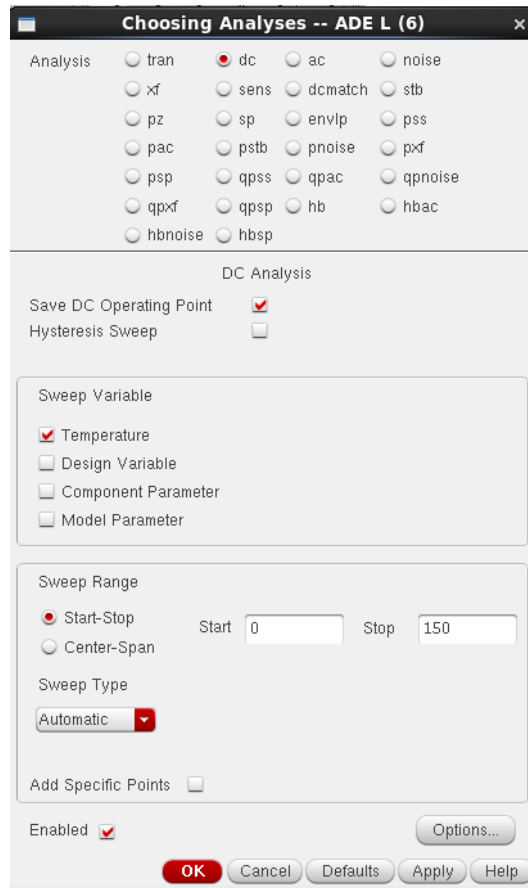 Choosing Analyses -- ADE L (6)
Analysis tran dc ac noise
xf sens dcmatch stb
pz sp envlp pss
pac pstb pnoise pxf
psp qpss qpac qpnoise
qpxf qpsp hb hbac
hbnoise hbsp
DC Analysis
Save DC Operating Point
Hysteresis Sweep
Sweep Variable
Temperature
Design Variable
Component Parameter
Model Parameter
Sweep Range
Start-Stop Start 0 Stop 150
Center-Span
Sweep Type
Automatic
Add Specific Points
Enabled Options...
OK Cancel Defaults Apply Help